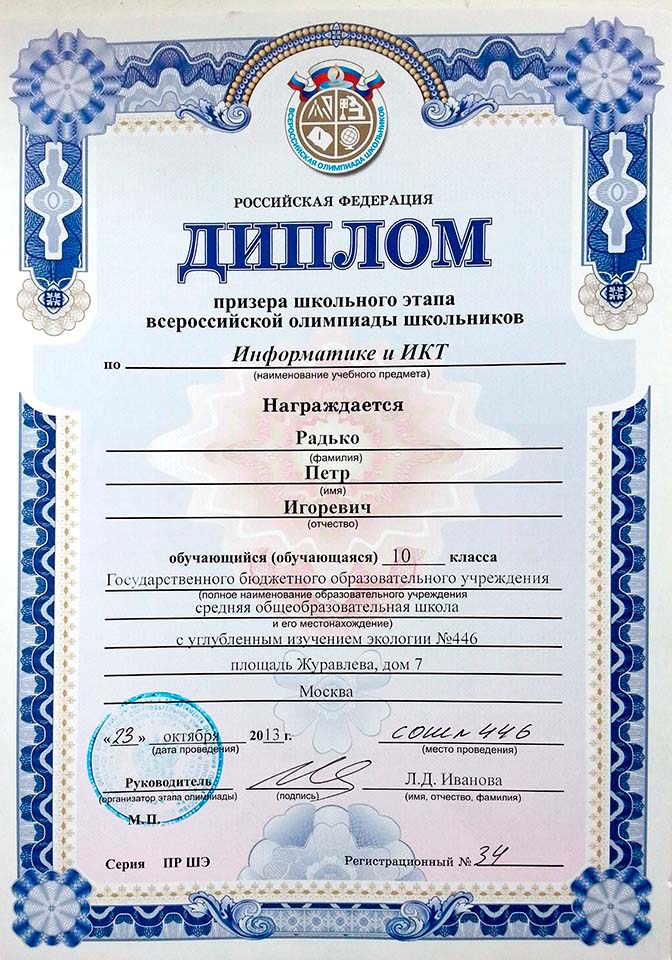 ВСЕРОССИЙСКАЯ ОЛИМПИАДА ШКОЛЬНИКОВ
РОССИЙСКАЯ ФЕДЕРАЦИЯ
ДИПЛОМ
призера школьного этапа
всероссийской олимпиады школьников
по Информатике и ИКТ
(наименование учебного предмета)
Награждается
Радько
(фамилия)
Петр
(имя)
Игоревич
(отчество)
обучающийся (обучающаяся) 10 класса
Государственного бюджетного образовательного учреждения
(полное наименование образовательного учреждения
средняя общеобразовательная школа
и его местонахождение)
с углубленным изучением экологии №446
площадь Журавлева, дом 7
Москва
«23» октября 2013 г. СОШ №446
(дата проведения) (место проведения)
Руководитель Л.Д. Иванова
(организатор этапа олимпиады) (подпись) (имя, отчество, фамилия)
М.П.
Серия ПР ШЭ Регистрационный № 34